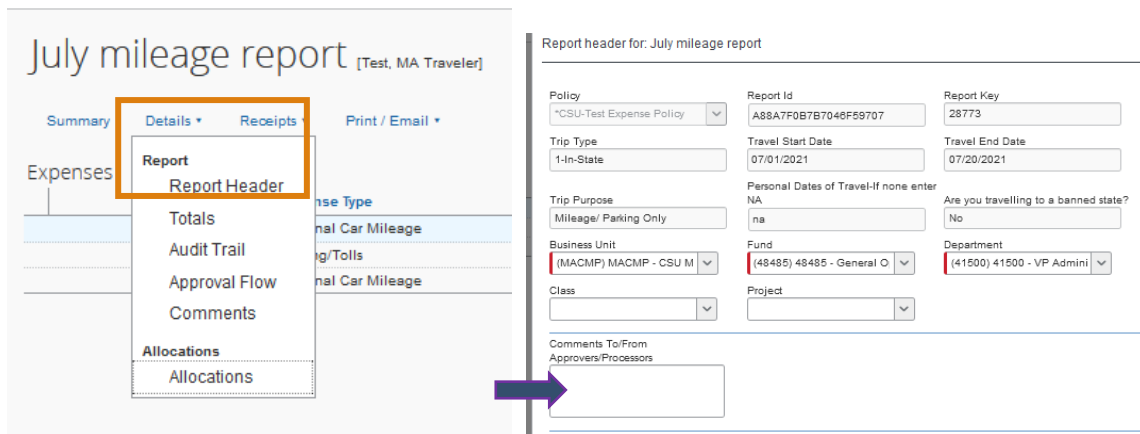 July mileage report [Test, MA Traveler]
Summary Details Receipts Print / Email
Report
Expenses
Report Header
nse Type
Totals
nal Car Mileage
Audit Trail
ng/Tolls
Approval Flow
nal Car Mileage
Comments
Allocations
Allocations
Report header for: July mileage report
Policy Report Id Report Key
*CSU-Test Expense Policy A88A7F0B7B7046F59707 28773
Trip Type Travel Start Date Travel End Date
1-In-State 07/01/2021 07/20/2021
Personal Dates of Travel-If none enter
Trip Purpose NA Are you travelling to a banned state?
Mileage/ Parking Only na No
Business Unit Fund Department
(MACMP) MACMP - CSU M (48485) 48485 - General O (41500) 41500 - VP Admini
Class Project
Comments To/From
Approvers/Processors